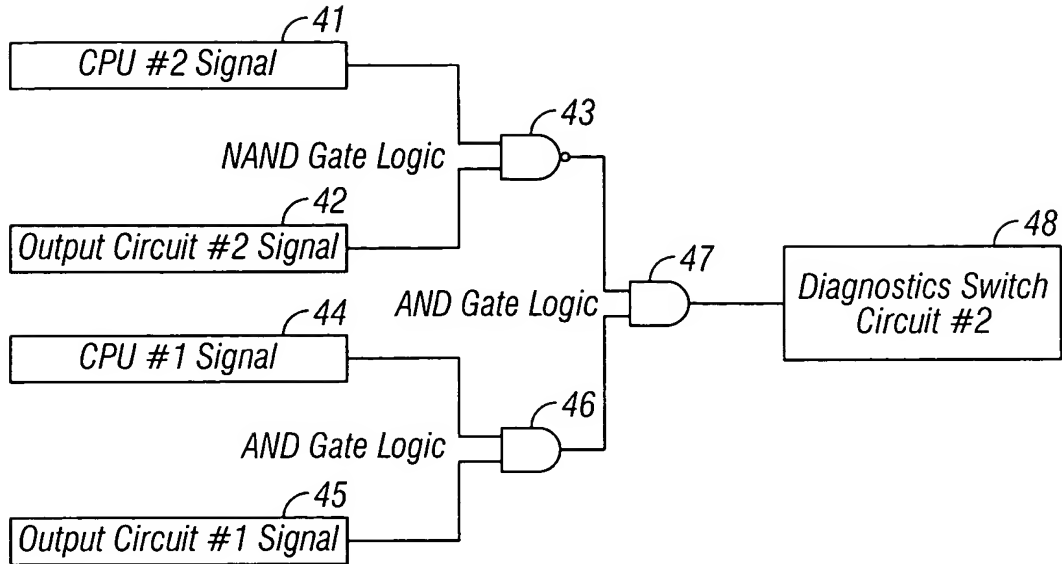 41
CPU #2 Signal
43
NAND Gate Logic
42
Output Circuit #2 Signal
47
48
AND Gate Logic
Diagnostics Switch
Circuit #2
44
CPU #1 Signal
46
AND Gate Logic
45
Output Circuit #1 Signal